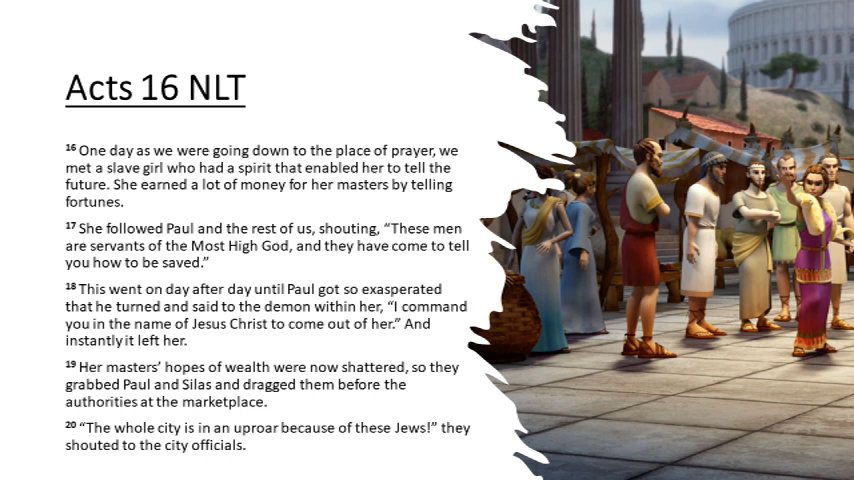 Acts 16 NLT
16 One day as we were going down to the place of prayer, we
met a slave girl who had a spirit that enabled her to tell the
future. She earned a lot of money for her masters by telling
fortunes.
17 She followed Paul and the rest of us, shouting, “These men
are servants of the Most High God, and they have come to tell
you how to be saved.”
18 This went on day after day until Paul got so exasperated
that he turned and said to the demon within her, “I command
you in the name of Jesus Christ to come out of her.” And
instantly it left her.
19 Her masters’ hopes of wealth were now shattered, so they
grabbed Paul and Silas and dragged them before the
authorities at the marketplace.
20 “The whole city is in an uproar because of these Jews!” they
shouted to the city officials.